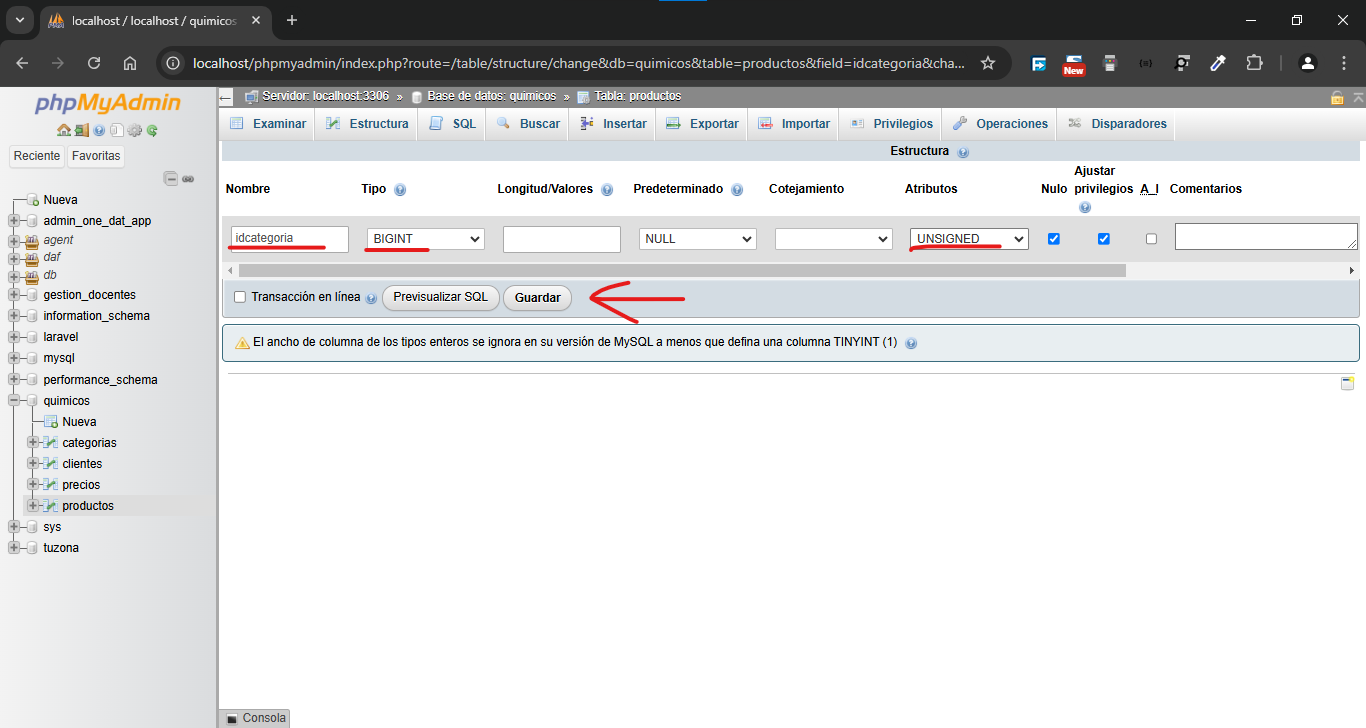 localhost / localhost / quimicos
localhost/phpmyadmin/index.php?route=/table/structure/change&db=quimicos&table=productos&field=idcategoria&cha...
New
phpMyAdmin
Reciente Favoritas
Nueva
admin_one_dat_app
agent
daf
db
gestion_docentes
information_schema
laravel
mysql
performance_schema
quimicos
Nueva
categorias
clientes
precios
productos
sys
tuzona
Servidor: localhost:3306 » Base de datos: quimicos » Tabla: productos
Examinar Estructura SQL Buscar Insertar Exportar Importar Privilegios Operaciones Disparadores
Estructura
Nombre Tipo Longitud/Valores Predeterminado Cotejamiento Atributos Nulo Ajustar privilegios A_I Comentarios
idcategoria BIGINT NULL UNSIGNED
Transacción en línea Previsualizar SQL Guardar
El ancho de columna de los tipos enteros se ignora en su versión de MySQL a menos que defina una columna TINYINT (1)
Consola